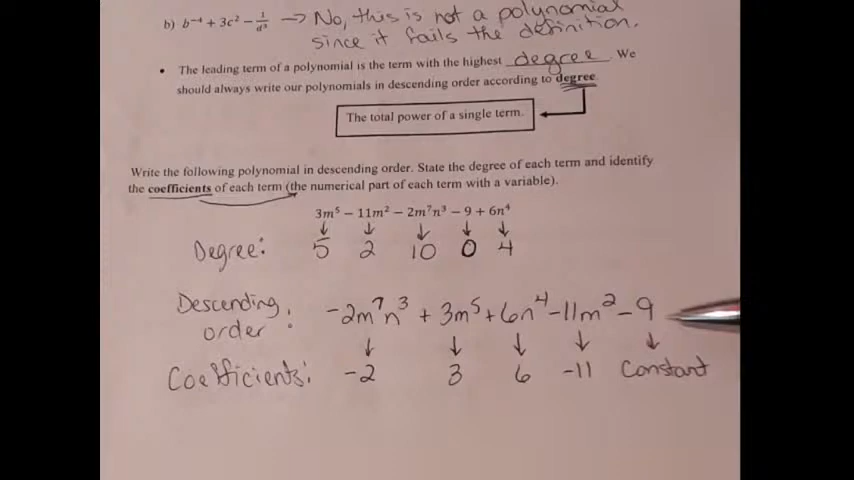 b) b⁻⁴ + 3c² − 1/d³ → No, this is not a polynomial
since it fails the definition.
• The leading term of a polynomial is the term with the highest degree. We
should always write our polynomials in descending order according to degree.
The total power of a single term.
Write the following polynomial in descending order. State the degree of each term and identify
the coefficients of each term (the numerical part of each term with a variable).
3m⁵ − 11m² − 2m⁷n³ − 9 + 6n⁴
↓ ↓ ↓ ↓ ↓
Degree: 5 2 10 0 4
Descending -2m⁷n³ + 3m⁵ + 6n⁴ - 11m² - 9
order:
↓ ↓ ↓ ↓ ↓
Coefficients: -2 3 6 -11 Constant